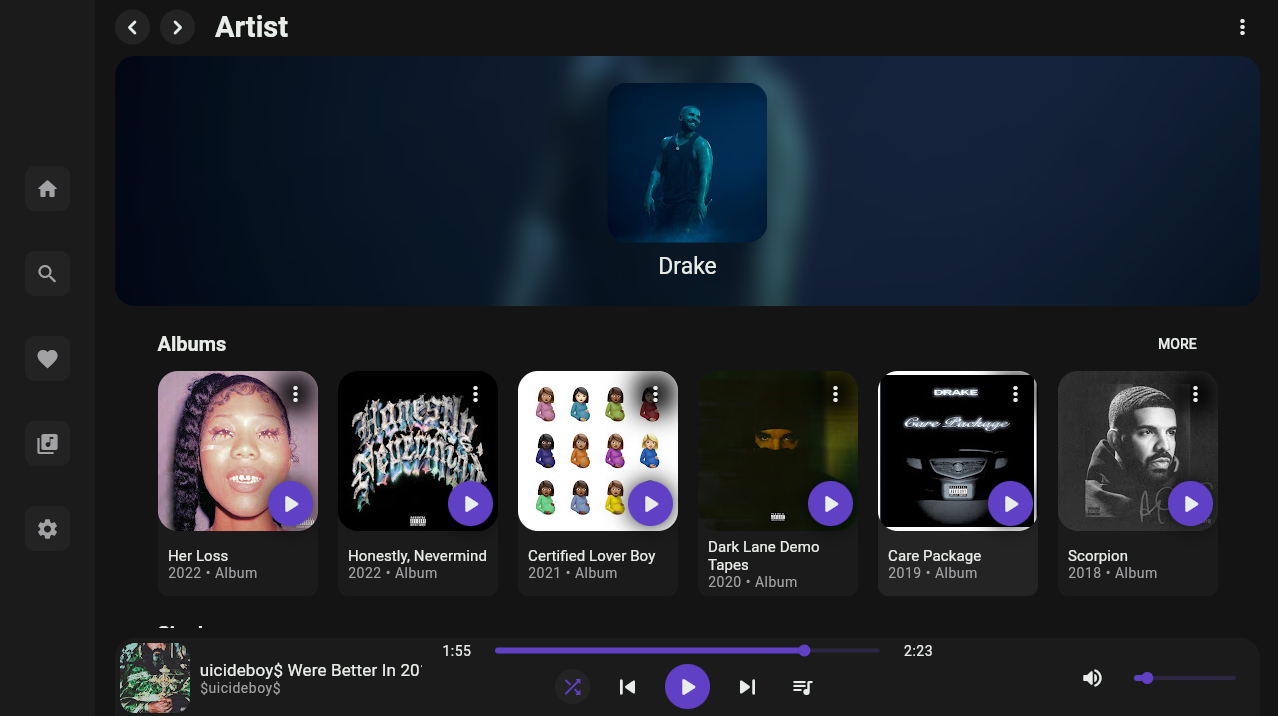 Artist
Drake
Albums
MORE
DRAKE
Care Package
Her Loss
2022 • Album
Honestly, Nevermind
2022 • Album
Certified Lover Boy
2021 • Album
Dark Lane Demo
Tapes
2020 • Album
Care Package
2019 • Album
Scorpion
2018 • Album
1:55
2:23
uicideboy$ Were Better In 20
$uicideboy$